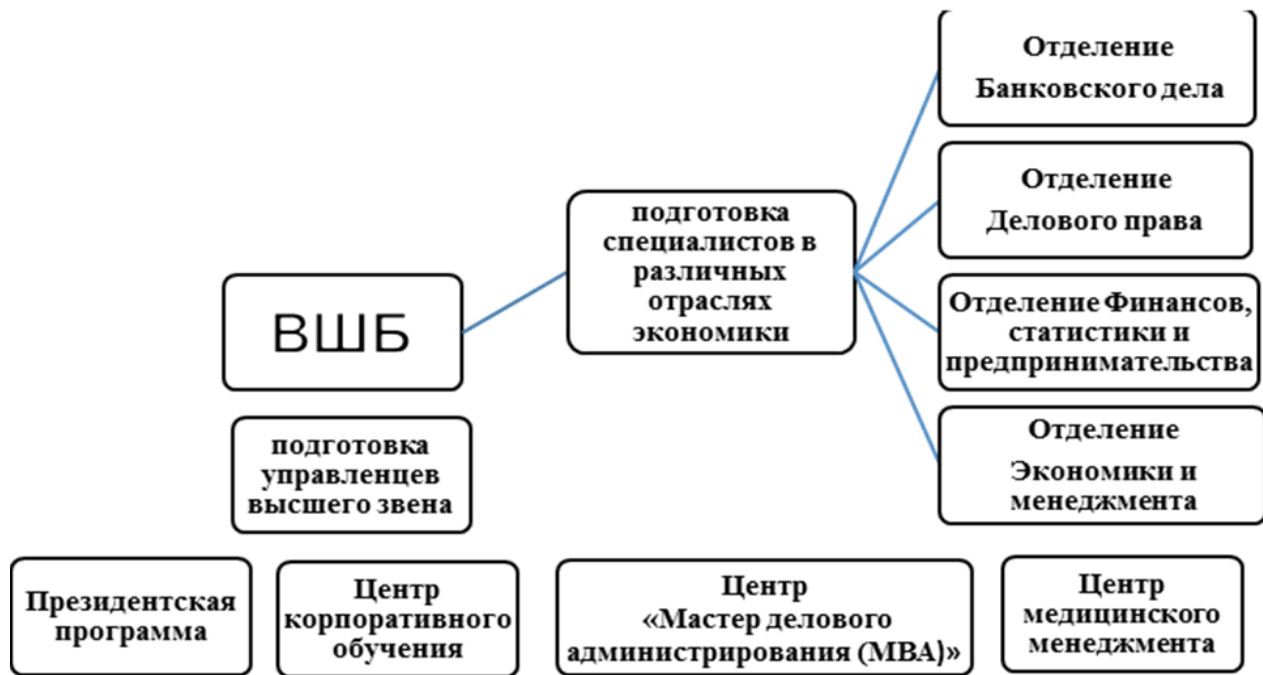 Отделение
Банковского дела
Отделение
Делового права
подготовка
специалистов в
различных
отраслях
экономики
ВШБ
Отделение Финансов,
статистики и
предпринимательства
Отделение
Экономики и
менеджмента
подготовка
управленцев
высшего звена
Президентская
программа
Центр
корпоративного
обучения
Центр
«Мастер делового
администрирования (МВА)»
Центр
медицинского
менеджмента